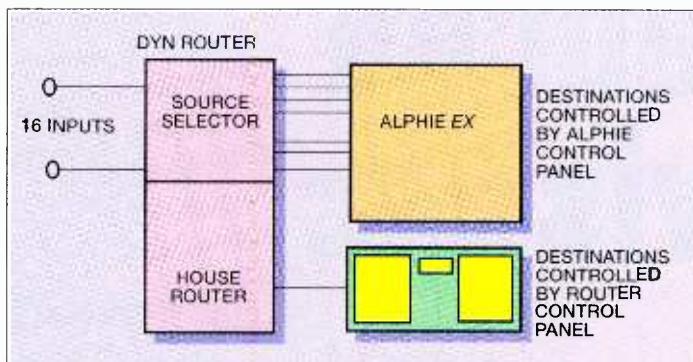 DYN ROUTER
16 INPUTS
SOURCE
SELECTOR
ALPHIE EX
DESTINATIONS
CONTROLLED
BY ALPHIE
CONTROL
PANEL
HOUSE
ROUTER
DESTINATIONS
CONTROLLED
BY ROUTER
CONTROL
PANEL